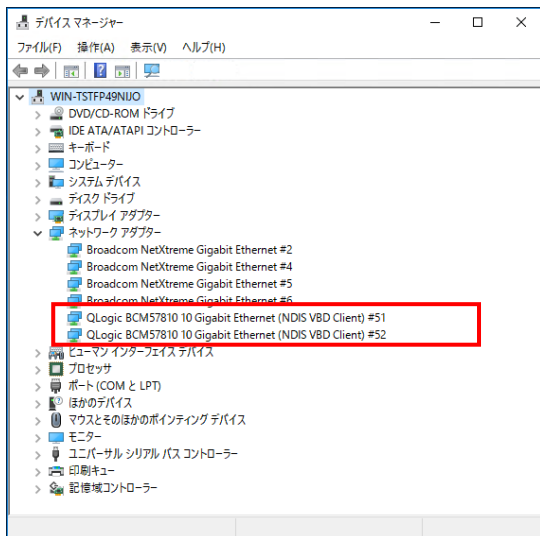 デバイス マネージャー
ファイル(F) 操作(A) 表示(V) ヘルプ(H)
WIN-TSTFP49NIJO
DVD/CD-ROM ドライブ
IDE ATA/ATAPI コントローラー
キーボード
コンピューター
システム デバイス
ディスク ドライブ
ディスプレイ アダプター
ネットワーク アダプター
Broadcom NetXtreme Gigabit Ethernet #2
Broadcom NetXtreme Gigabit Ethernet #4
Broadcom NetXtreme Gigabit Ethernet #5
Broadcom NetXtreme Gigabit Ethernet #6
QLogic BCM57810 10 Gigabit Ethernet (NDIS VBD Client) #51
QLogic BCM57810 10 Gigabit Ethernet (NDIS VBD Client) #52
ヒューマン インターフェイス デバイス
プロセッサ
ポート (COM と LPT)
ほかのデバイス
マウスとそのほかのポインティング デバイス
モニター
ユニバーサル シリアル バス コントローラー
印刷キュー
記憶域コントローラー